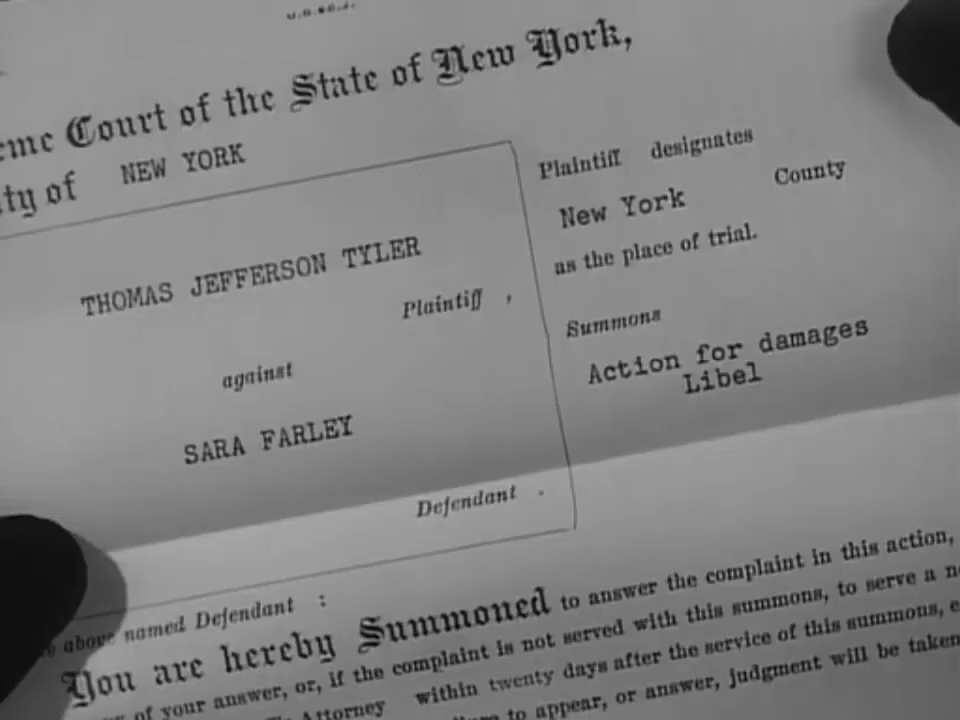 Court of the State of New York,
of NEW YORK
THOMAS JEFFERSON TYLER
Plaintiff ,
against
SARA FARLEY
Defendant .
Plaintiff designates
New York County
as the place of trial.
Summons
Action for damages
Libel
above named Defendant :
You are hereby Summoned to answer the complaint in this action,
of your answer, or, if the complaint is not served with this summons, to serve a
Attorney within twenty days after the service of this summons,
to appear, or answer, judgment will be taken